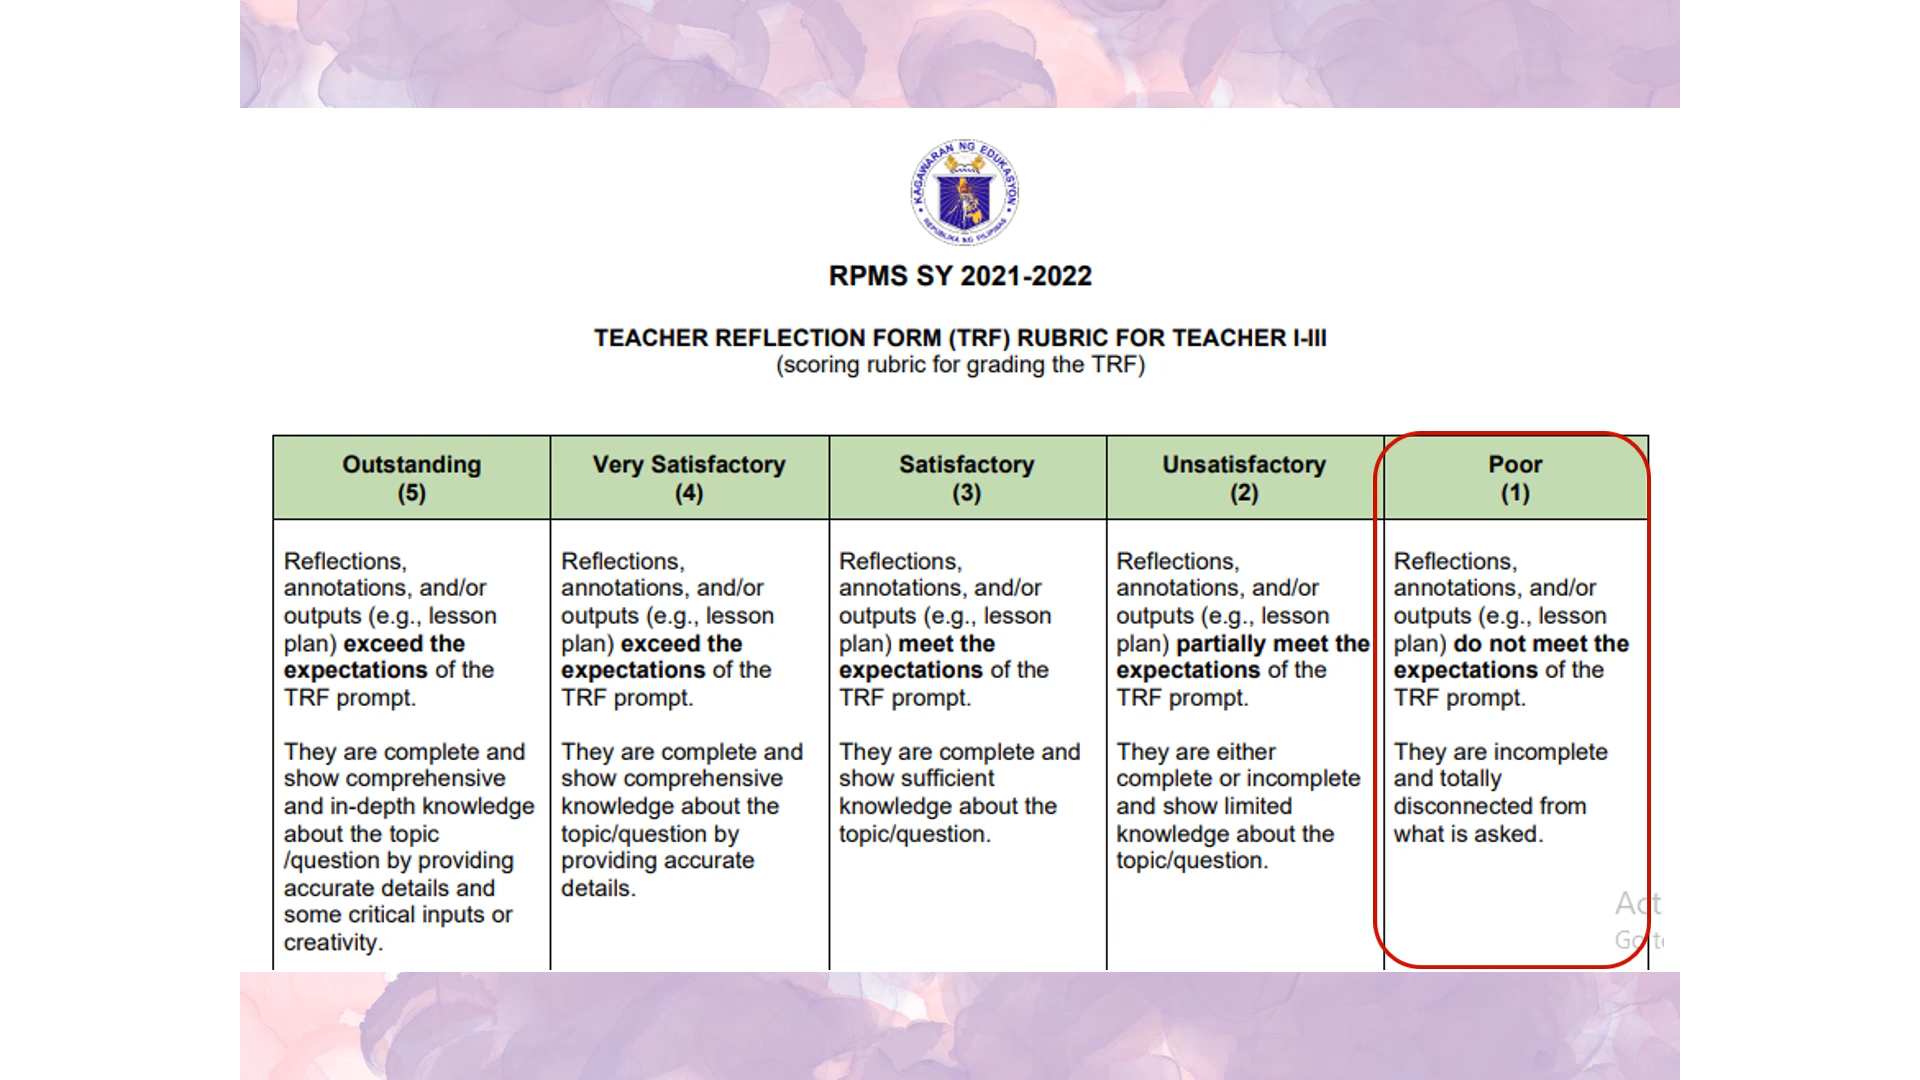 KAGAWARAN NG EDUKASYON
REPUBLIKA NG PILIPINAS
RPMS SY 2021-2022
TEACHER REFLECTION FORM (TRF) RUBRIC FOR TEACHER I-III
(scoring rubric for grading the TRF)
Outstanding
(5)
Reflections,
annotations, and/or
outputs (e.g., lesson
plan) exceed the
expectations of the
TRF prompt.
They are complete and
show comprehensive
and in-depth knowledge
about the topic
/question by providing
accurate details and
some critical inputs or
creativity.
Very Satisfactory
(4)
Reflections,
annotations, and/or
outputs (e.g., lesson
plan) exceed the
expectations of the
TRF prompt.
They are complete and
show comprehensive
knowledge about the
topic/question by
providing accurate
details.
Satisfactory
(3)
Reflections,
annotations, and/or
outputs (e.g., lesson
plan) meet the
expectations of the
TRF prompt.
They are complete and
show sufficient
knowledge about the
topic/question.
Unsatisfactory
(2)
Reflections,
annotations, and/or
outputs (e.g., lesson
plan) partially meet the
expectations of the
TRF prompt.
They are either
complete or incomplete
and show limited
knowledge about the
topic/question.
Poor
(1)
Reflections,
annotations, and/or
outputs (e.g., lesson
plan) do not meet the
expectations of the
TRF prompt.
They are incomplete
and totally
disconnected from
what is asked.
Act
Go